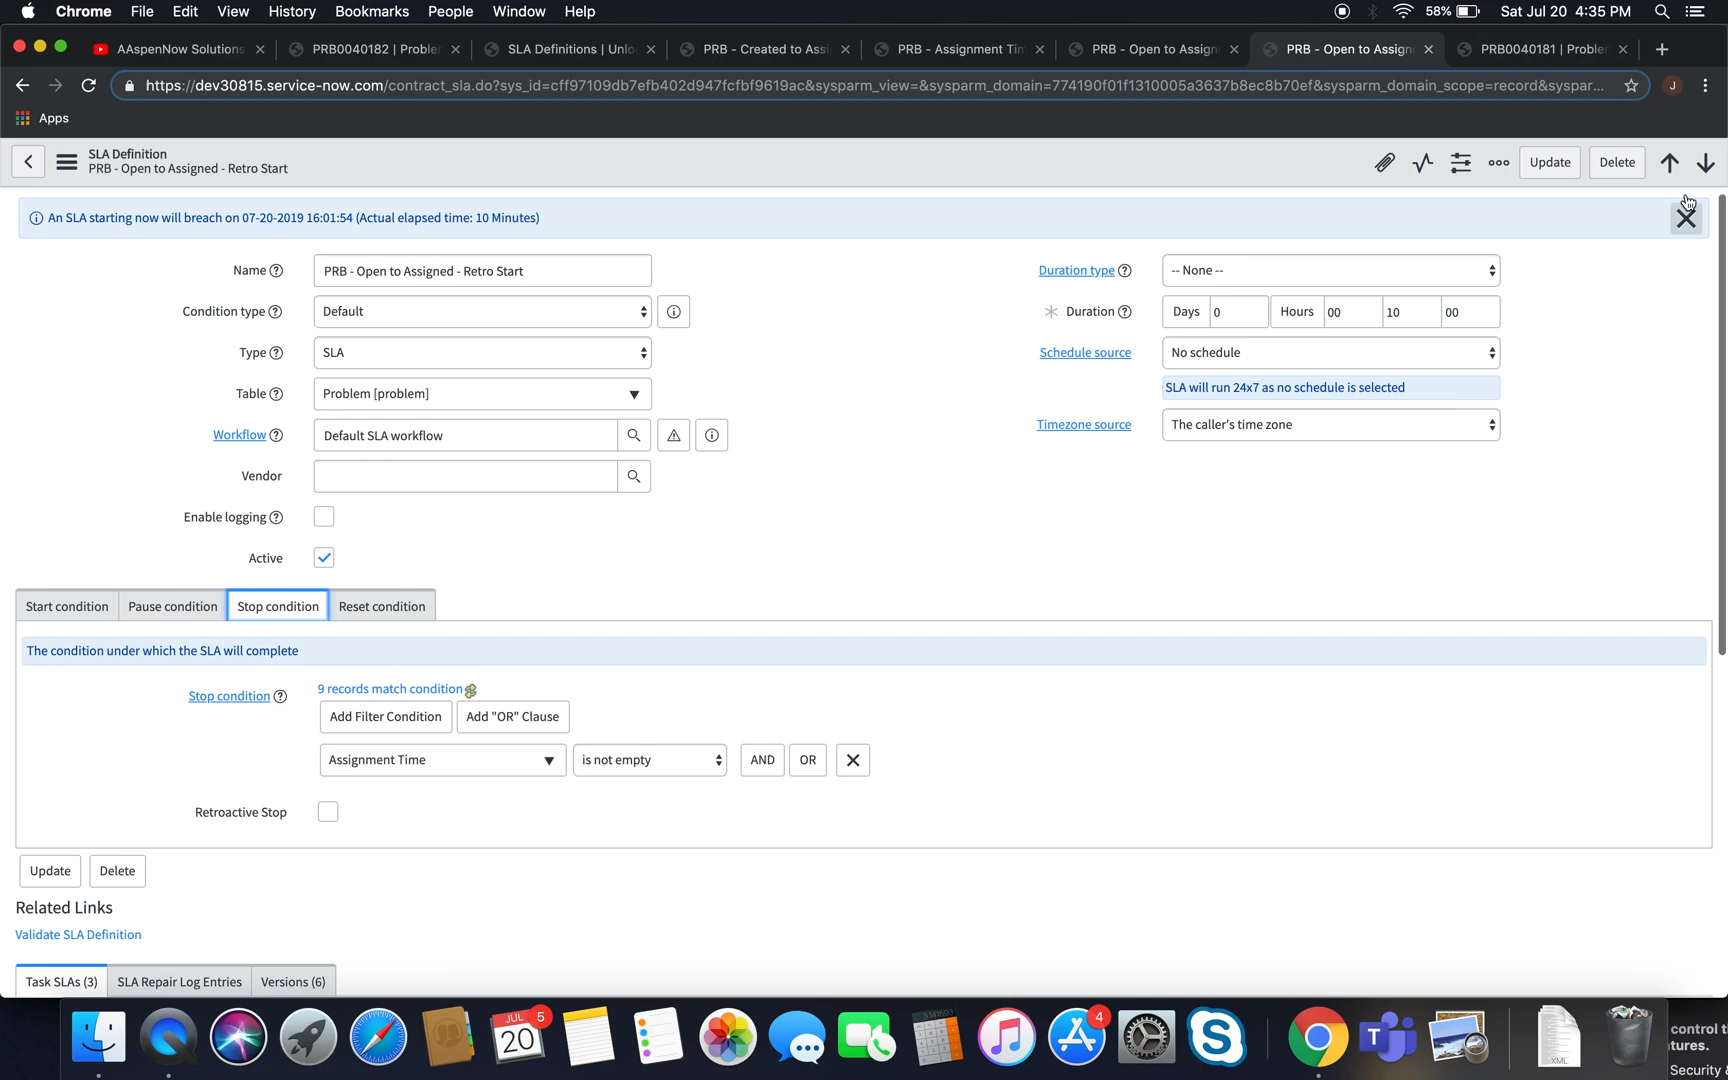 Chrome File Edit View History Bookmarks People Window Help 58% Sat Jul 20 4:35 PM
AAspenNow Solutions PRB0040182 | Proble SLA Definitions | Unlo PRB - Created to Assi PRB - Assignment Tim PRB - Open to Assign PRB - Open to Assign PRB0040181 | Proble
https://dev30815.service-now.com/contract_sla.do?sys_id=cff97109db7efb402d947fcfbf9619ac&sysparm_view=&sysparm_domain=774190f01f1310005a3637b8ec8b70ef&sysparm_domain_scope=record&syspar... J
Apps
SLA Definition
PRB - Open to Assigned - Retro Start
Update Delete
An SLA starting now will breach on 07-20-2019 16:01:54 (Actual elapsed time: 10 Minutes)
Name PRB - Open to Assigned - Retro Start Duration type -- None --
Condition type Default Duration Days 0 Hours 00 10 00
Type SLA Schedule source No schedule
SLA will run 24x7 as no schedule is selected
Table Problem [problem]
Workflow Default SLA workflow Timezone source The caller's time zone
Vendor
Enable logging
Active
Start condition Pause condition Stop condition Reset condition
The condition under which the SLA will complete
Stop condition 9 records match condition
Add Filter Condition Add "OR" Clause
Assignment Time is not empty AND OR
Retroactive Stop
Update Delete
Related Links
Validate SLA Definition
Task SLAs (3) SLA Repair Log Entries Versions (6)
JUL 20 5 4
XML
control t
tures.
Security